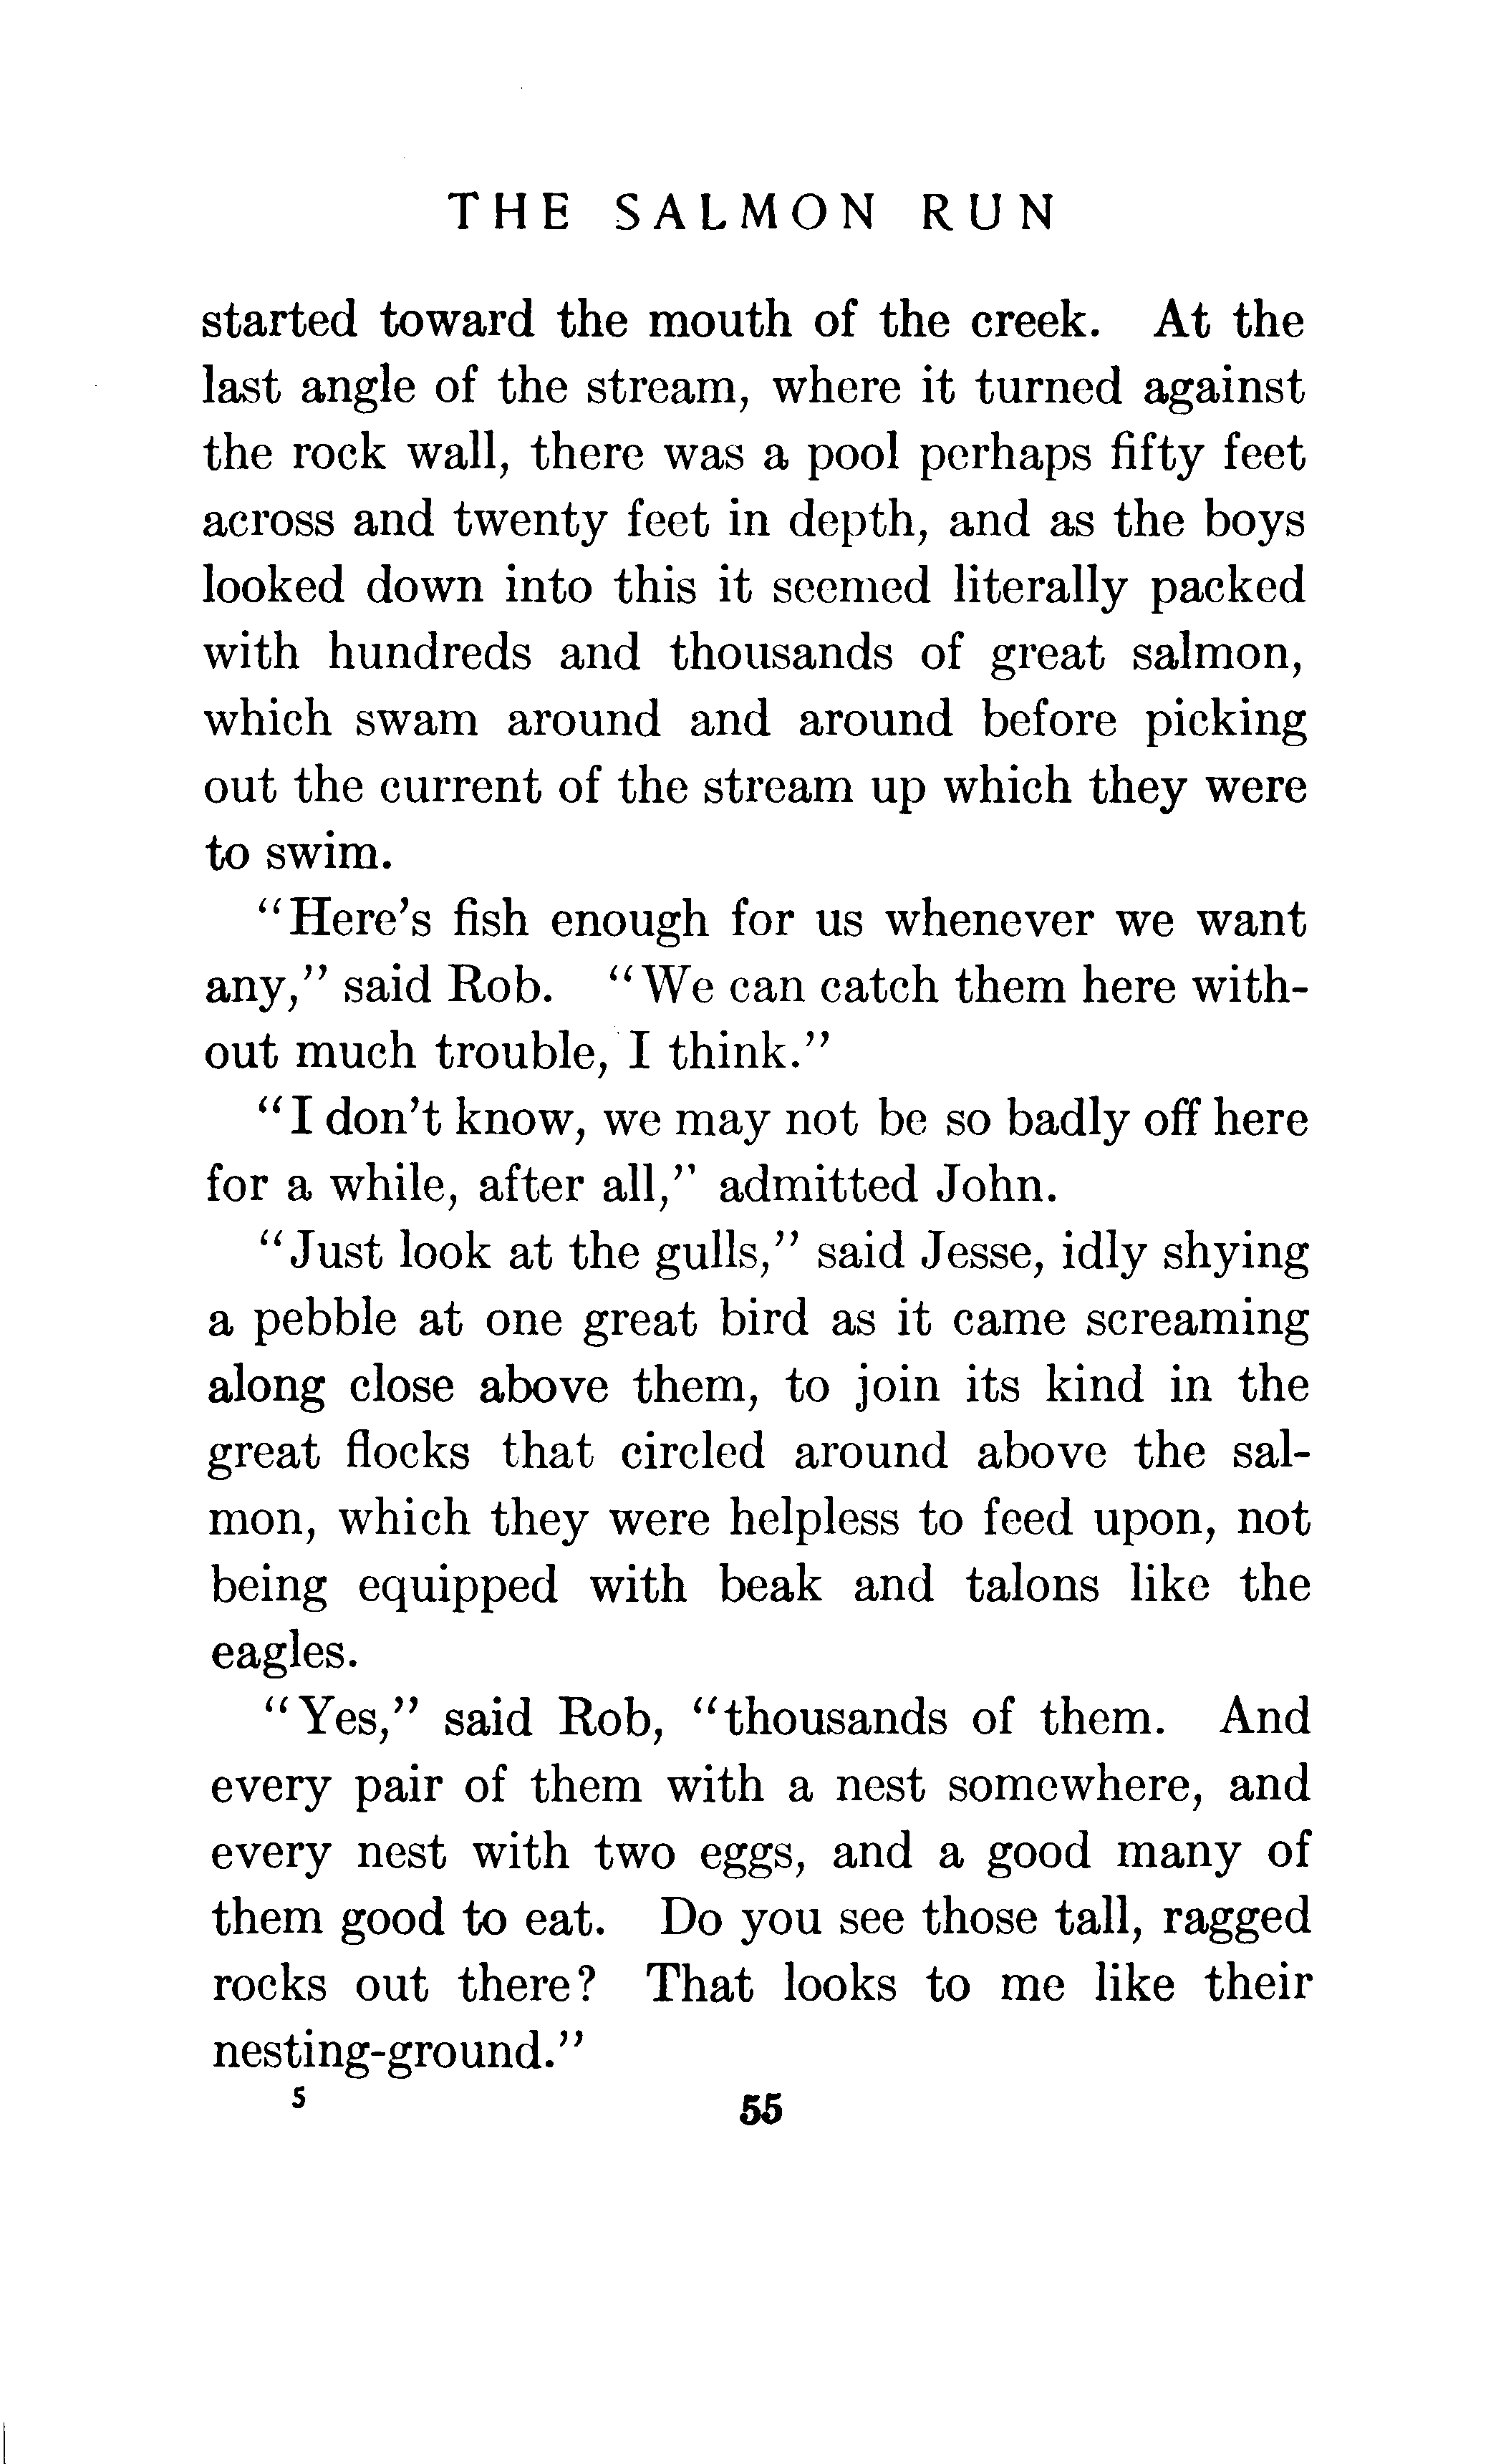 THE SALMON RUN
started toward the mouth of the creek. At the
last angle of the stream, where it turned against
the rock wall, there was a pool perhaps fifty feet
across and twenty feet in depth, and as the boys
looked down into this it seemed literally packed
with hundreds and thousands of great salmon,
which swam around and around before picking
out the current of the stream up which they were
to swim.
“Here’s fish enough for us whenever we want
any,” said Rob. “We can catch them here with-
out much trouble, I think.”
“I don’t know, we may not be so badly off here
for a while, after all,” admitted John.
“Just look at the gulls,” said Jesse, idly shying
a pebble at one great bird as it came screaming
along close above them, to join its kind in the
great flocks that circled around above the sal-
mon, which they were helpless to feed upon, not
being equipped with beak and talons like the
eagles.
“Yes,” said Rob, “thousands of them. And
every pair of them with a nest somewhere, and
every nest with two eggs, and a good many of
them good to eat. Do you see those tall, ragged
rocks out there? That looks to me like their
nesting-ground.”
5 55